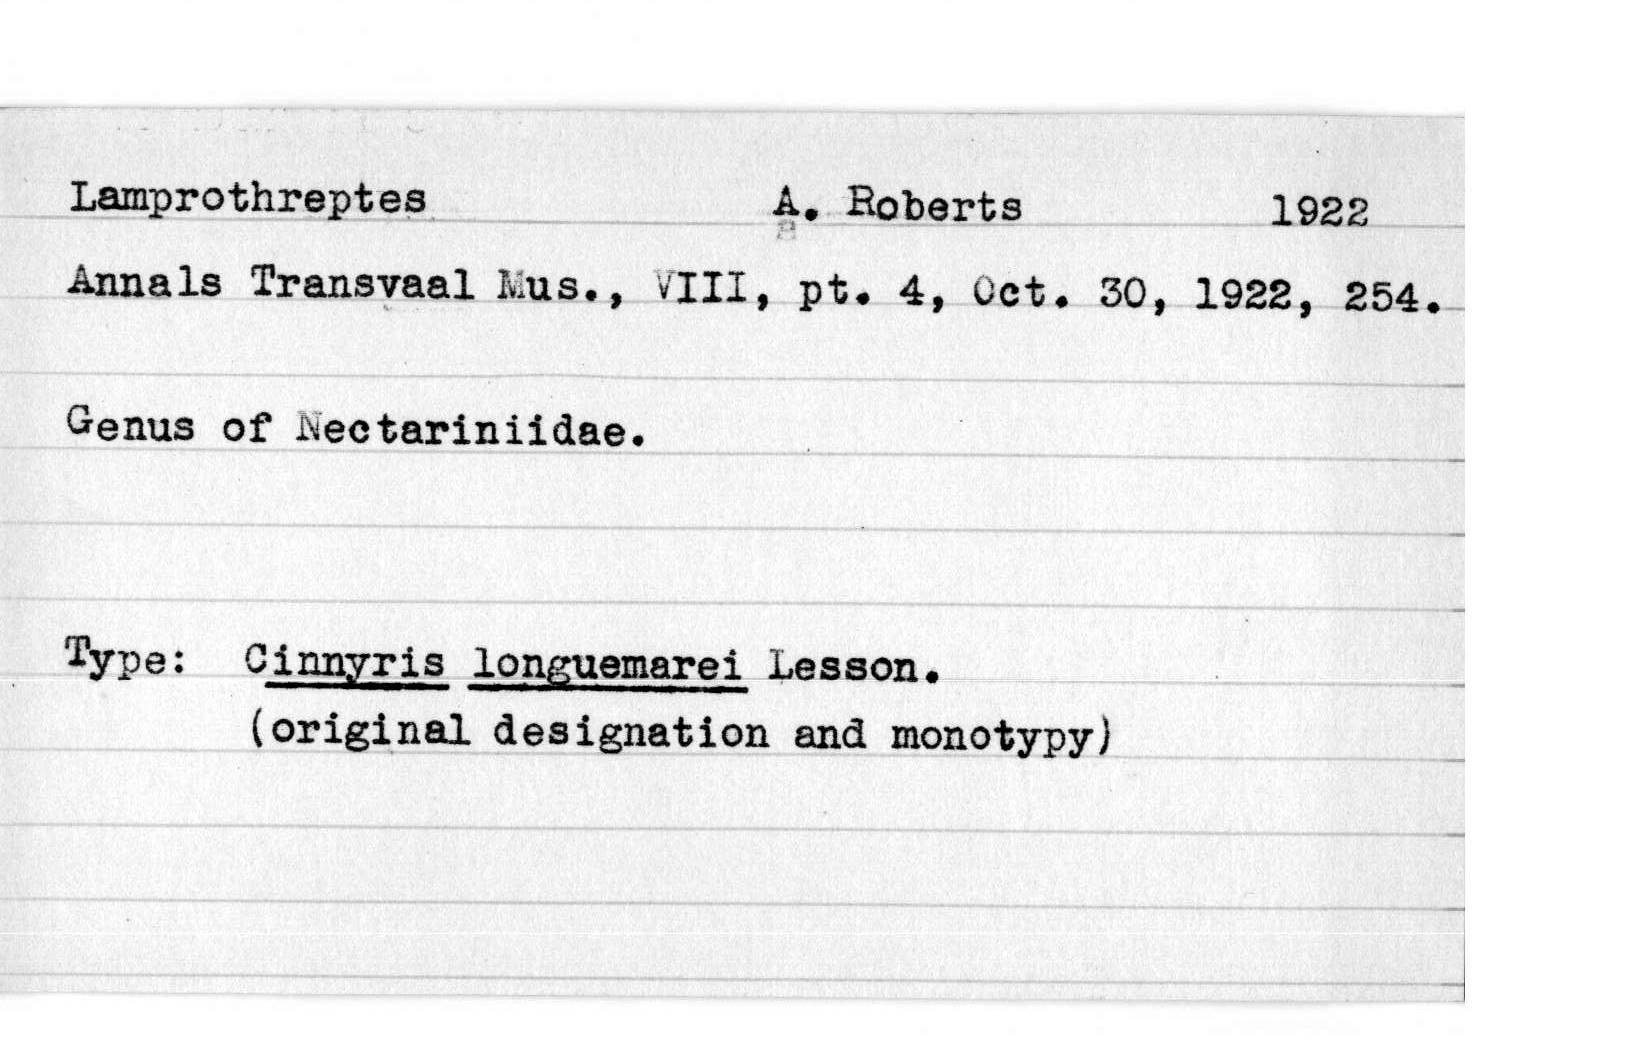 Lamprothreptes A. Roberts 1922
Annals Transvaal Mus., VIII, pt. 4, Oct. 30, 1922, 254.
Genus of Nectariniidae.
Type: Cinnyris longuemarei Lesson.
(original designation and monotypy)